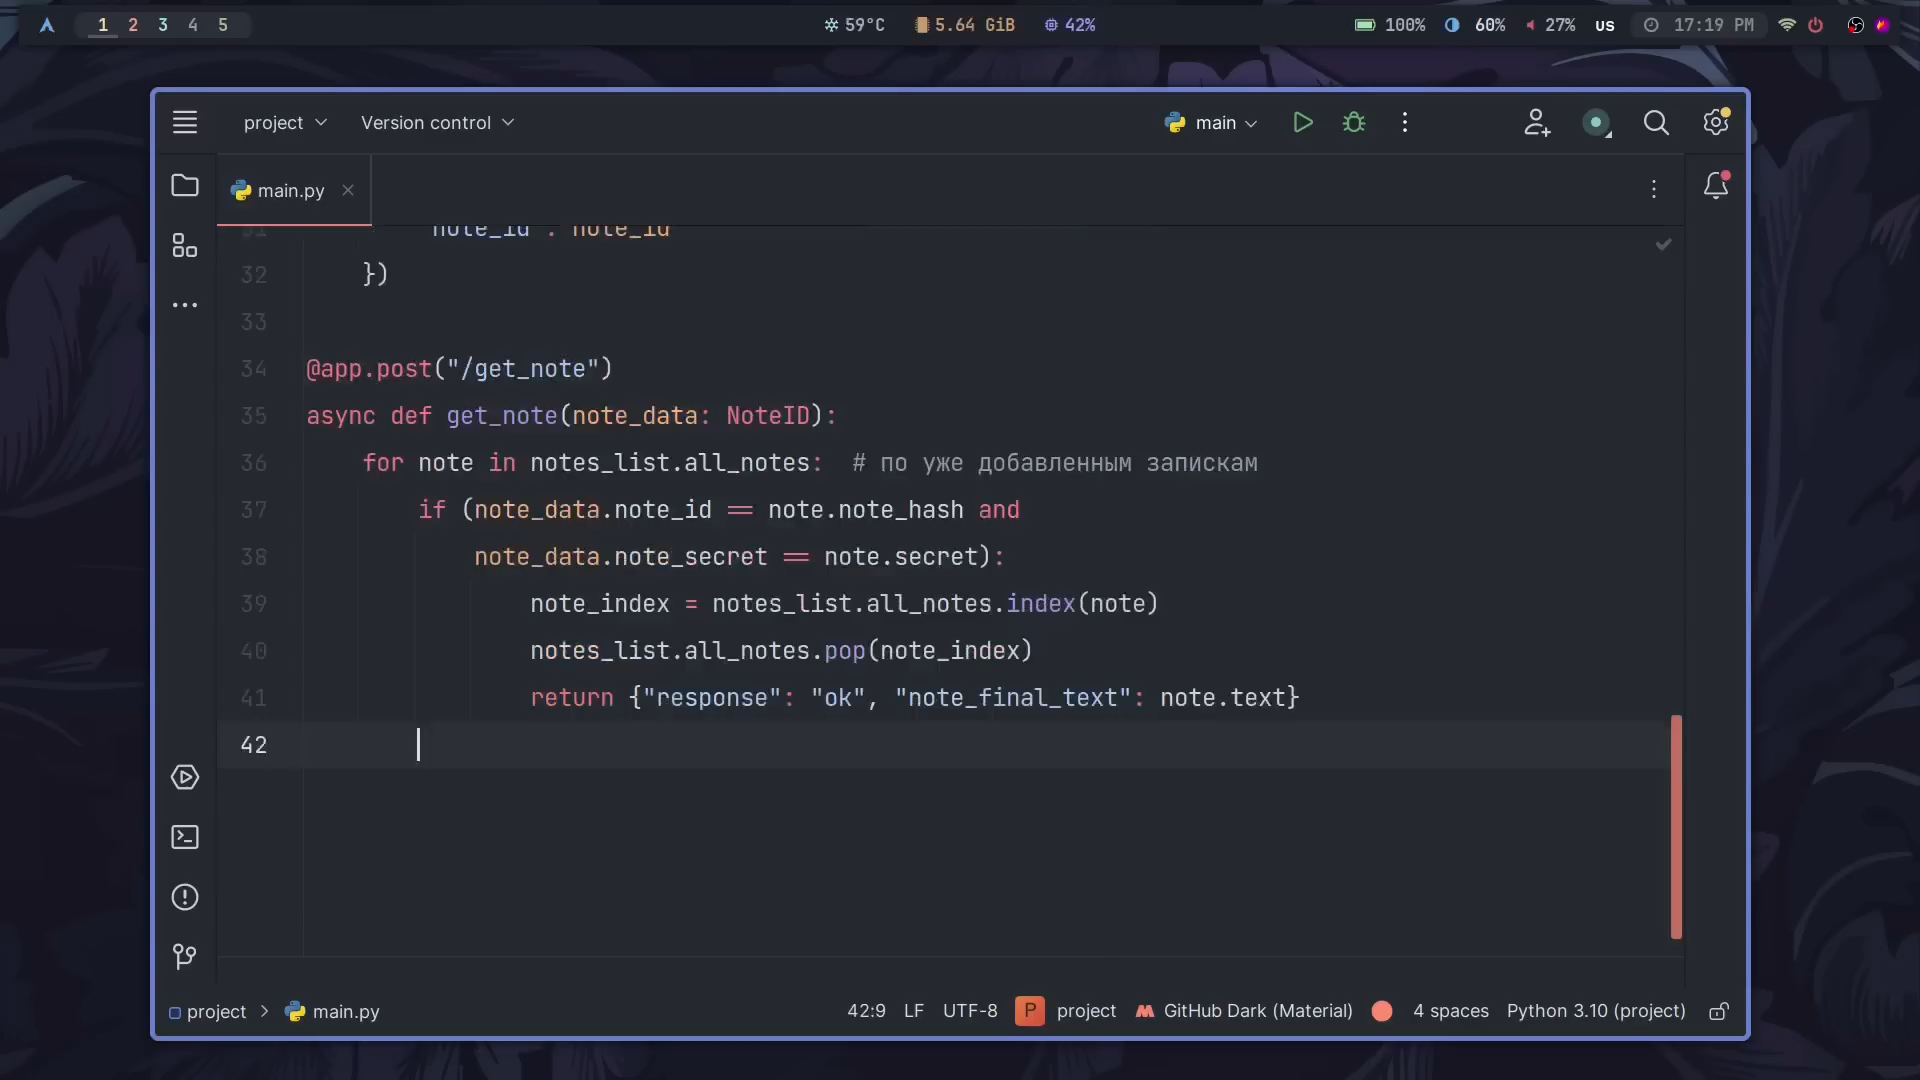 1 2 3 4 5 59°C 5.64 GiB 42% 100% 60% 27% us 17:19 PM
project Version control main
main.py
31 "note_id": note_id
32 })
33
34 @app.post("/get_note")
35 async def get_note(note_data: NoteID):
36 for note in notes_list.all_notes: # по уже добавленным запискам
37 if (note_data.note_id == note.note_hash and
38 note_data.note_secret == note.secret):
39 note_index = notes_list.all_notes.index(note)
40 notes_list.all_notes.pop(note_index)
41 return {"response": "ok", "note_final_text": note.text}
42
project > main.py 42:9 LF UTF-8 P project GitHub Dark (Material) 4 spaces Python 3.10 (project)